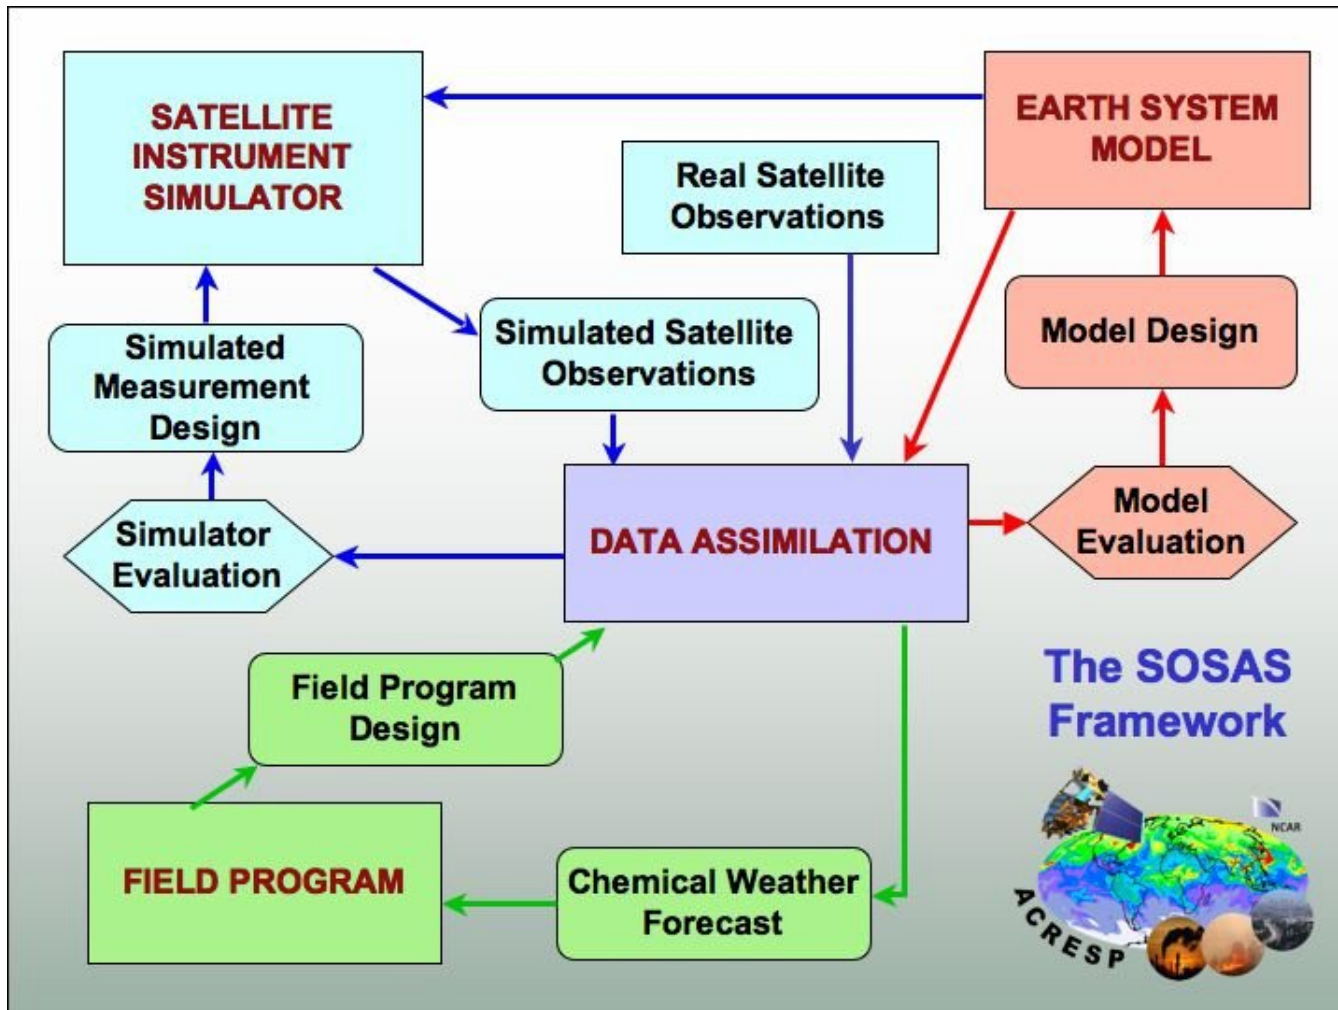 SATELLITE
INSTRUMENT
SIMULATOR
EARTH SYSTEM
MODEL
Real Satellite
Observations
Simulated Satellite
Observations
Model Design
Simulated
Measurement
Design
Simulator
Evaluation
DATA ASSIMILATION
Model
Evaluation
Field Program
Design
The SOSAS
Framework
FIELD PROGRAM
Chemical Weather
Forecast
NCAR
ACRESP